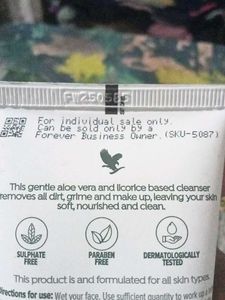 For individual sale only.
Can be sold only by a
Forever Business Owner. (SKU-5087)
This gentle aloe vera and licorice based cleanser
removes all dirt, grime and make up, leaving your skin
soft, nourished and clean.
SULPHATE FREE
PARABEN FREE
DERMATOLOGICALLY TESTED
This product is and formulated for all skin types.
Directions for use: Wet your face. Use sufficient quantity to work up a